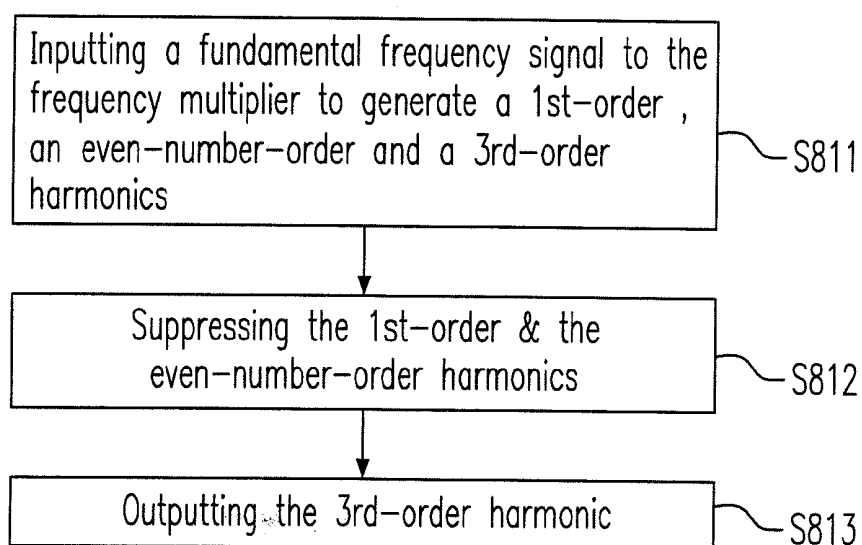 Inputting a fundamental frequency signal to the
frequency multiplier to generate a 1st-order ,
an even-number-order and a 3rd-order
harmonics
S811
Suppressing the 1st-order & the
even-number-order harmonics
S812
Outputting the 3rd-order harmonic
S813